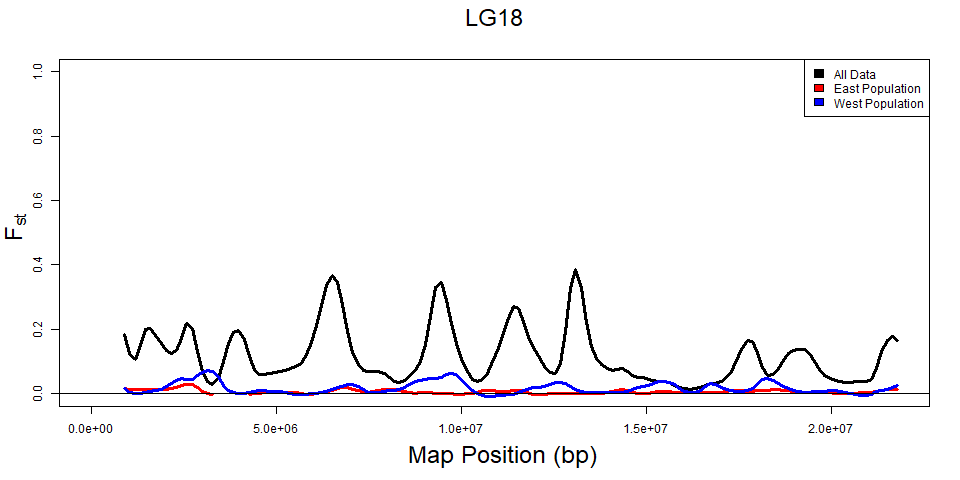 LG18
All Data
East Population
West Population
Fst
1.0
0.8
0.6
0.4
0.2
0.0
0.0e+00 5.0e+06 1.0e+07 1.5e+07 2.0e+07
Map Position (bp)